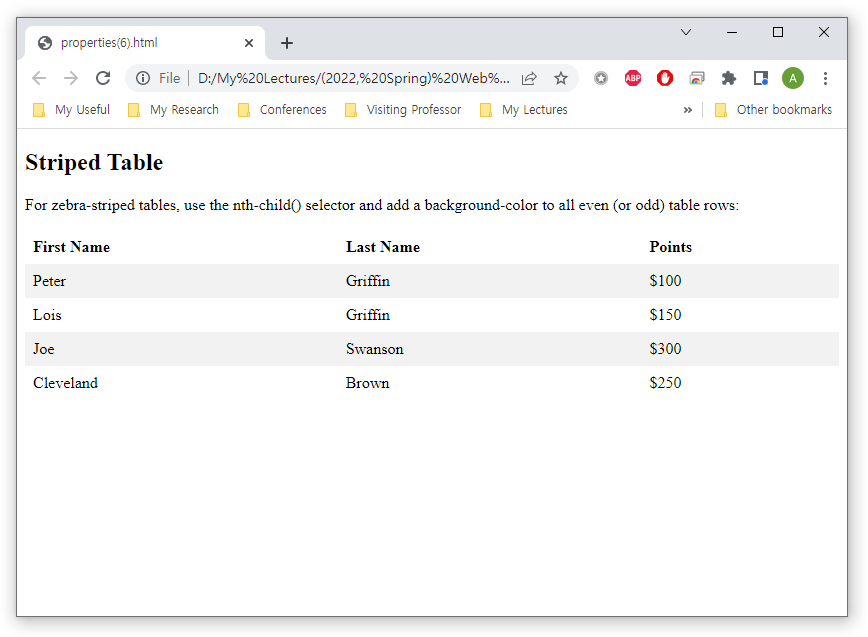 properties(6).html
File D:/My%20Lectures/(2022,%20Spring)%20Web%...
ABP
A
My Useful My Research Conferences Visiting Professor My Lectures » Other bookmarks
Striped Table
For zebra-striped tables, use the nth-child() selector and add a background-color to all even (or odd) table rows:
First Name Last Name Points
Peter Griffin $100
Lois Griffin $150
Joe Swanson $300
Cleveland Brown $250